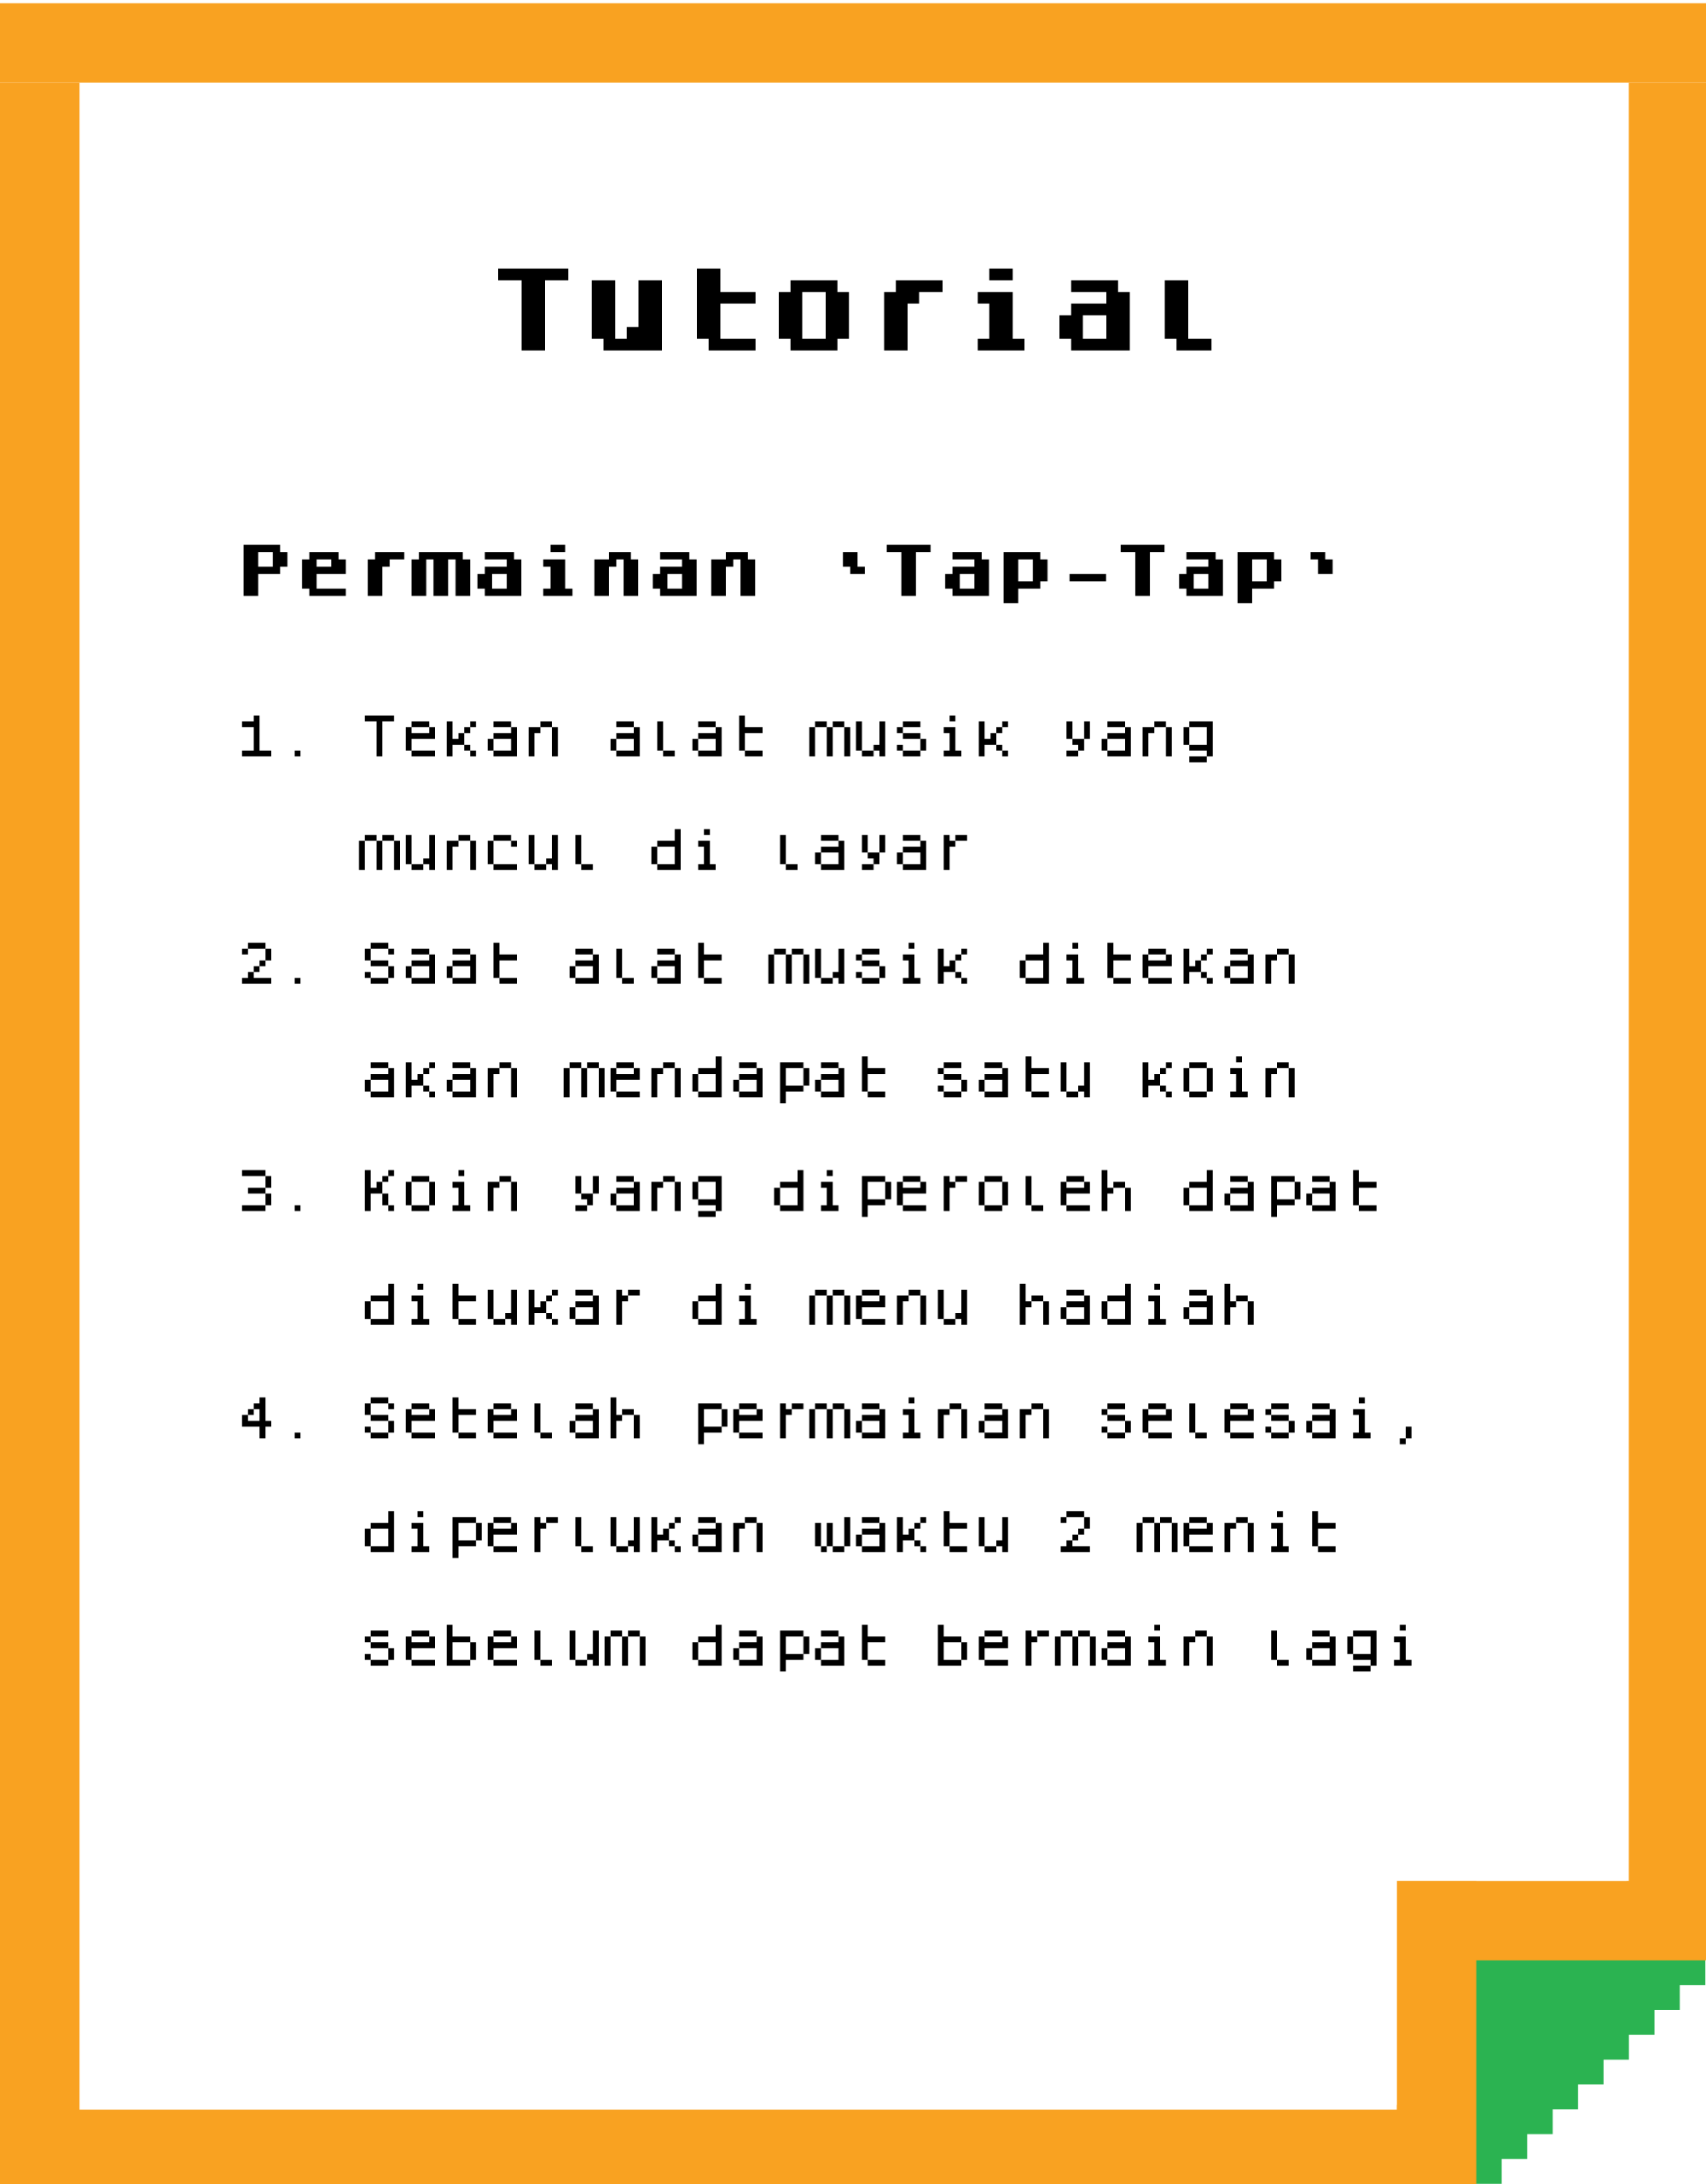 Tutorial
Permainan ‘Tap-Tap’
1. Tekan alat musik yang
muncul di layar
2. Saat alat musik ditekan
akan mendapat satu koin
3. Koin yang diperoleh dapat
ditukar di menu hadiah
4. Setelah permainan selesai,
diperlukan waktu 2 menit
sebelum dapat bermain lagi